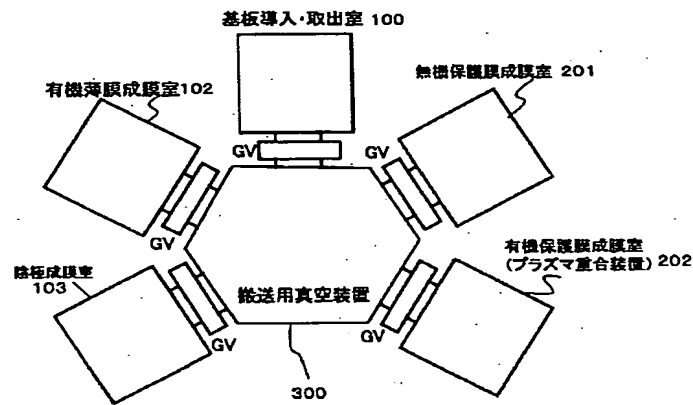 基板導入・取出室 100
無機保護膜成膜室 201
有機薄膜成膜室102
GV
GV
GV
陰極成膜室
103
搬送用真空装置
有機保護膜成膜室
(プラズマ重合装置) 202
GV
GV
300